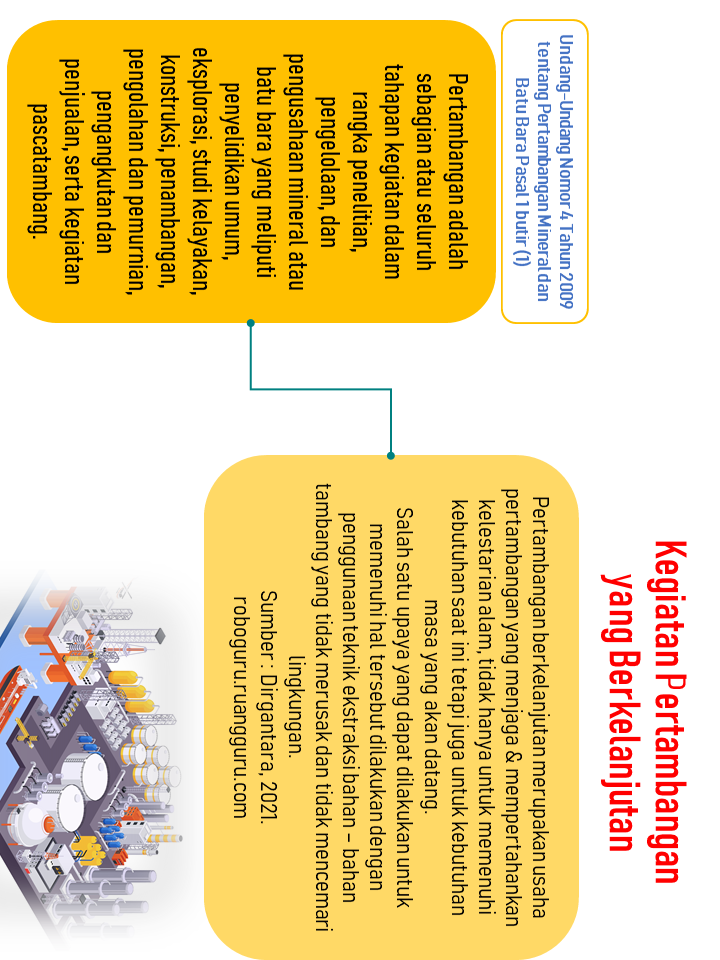 Kegiatan Pertambangan
yang Berkelanjutan
Undang-Undang Nomor 4 Tahun 2009
tentang Pertambangan Mineral dan
Batu Bara Pasal 1 butir (1)
Pertambangan adalah
sebagian atau seluruh
tahapan kegiatan dalam
rangka penelitian,
pengelolaan, dan
pengusahaan mineral atau
batu bara yang meliputi
penyelidikan umum,
eksplorasi, studi kelayakan,
konstruksi, penambangan,
pengolahan dan pemurnian,
pengangkutan dan
penjualan, serta kegiatan
pascatambang.
Pertambangan berkelanjutan merupakan usaha
pertambangan yang menjaga & mempertahankan
kelestarian alam, tidak hanya untuk memenuhi
kebutuhan saat ini tetapi juga untuk kebutuhan
masa yang akan datang.
Salah satu upaya yang dapat dilakukan untuk
memenuhi hal tersebut dilakukan dengan
penggunaan teknik ekstraksi bahan – bahan
tambang yang tidak merusak dan tidak mencemari
lingkungan.
Sumber : Dirgantara, 2021.
roboguru.ruangguru.com